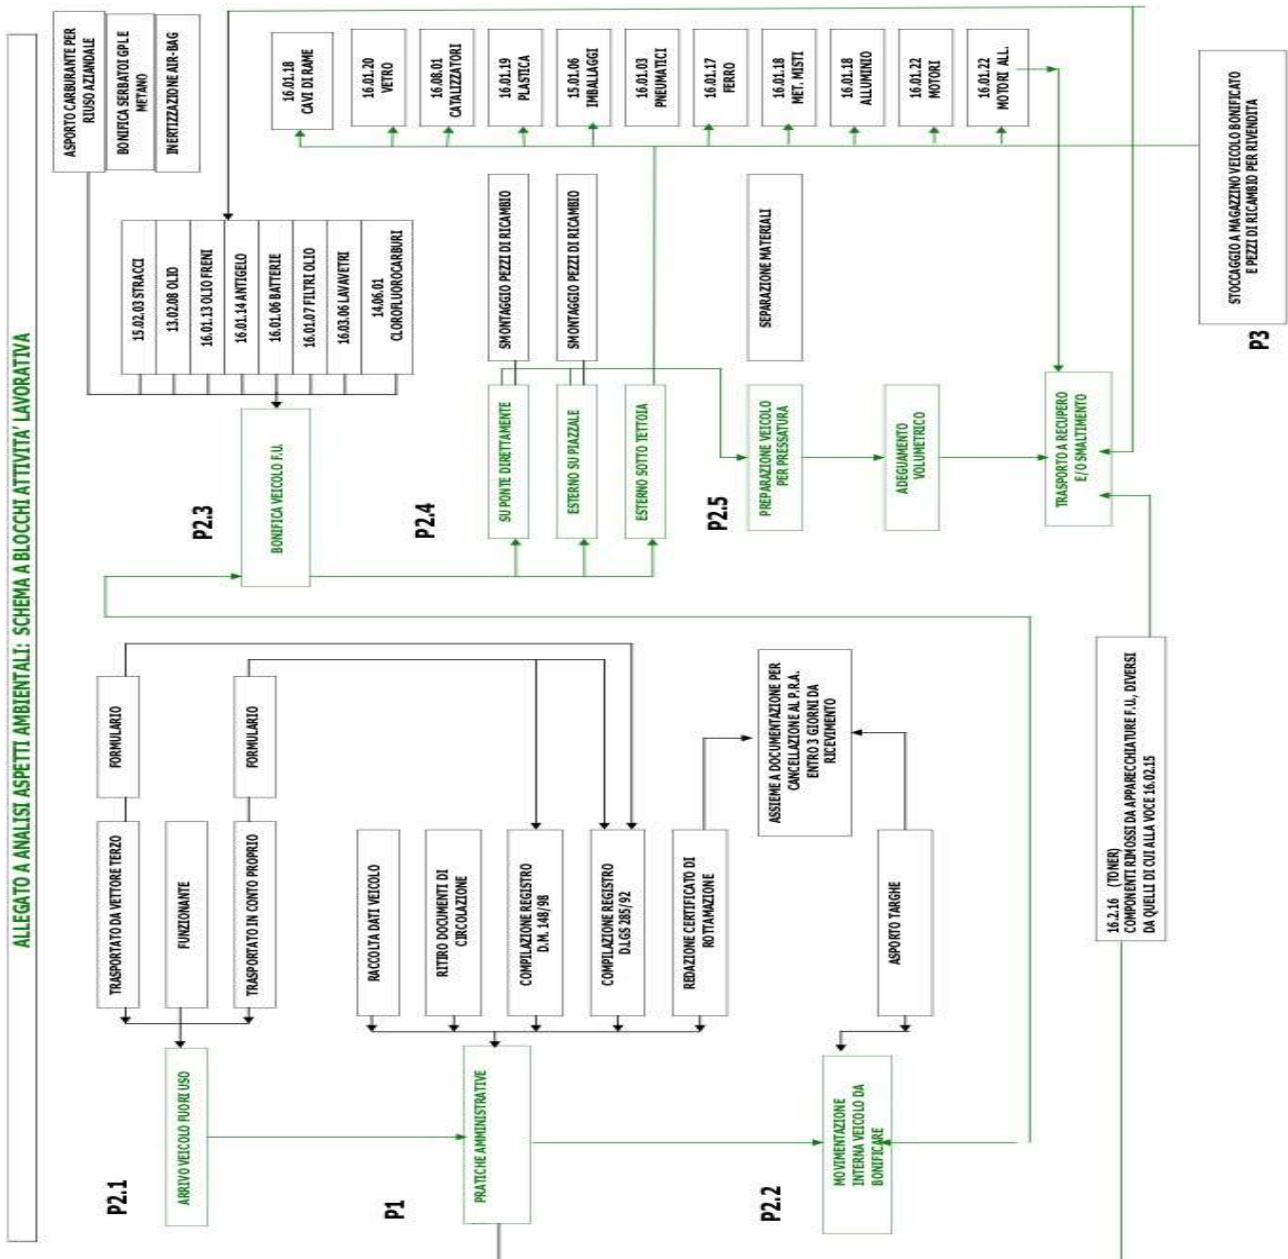 ALLEGATO A ANALISI ASPETTI AMBIENTALI: SCHEMA A BLOCCHI ATTIVITA' LAVORATIVA
P2.1
ARRIVO VEICOLO FUORI USO
TRASPORTATO DA VETTORE TERZO
FORMULARIO
FUNZIONANTE
TRASPORTATO IN CONTO PROPRIO
FORMULARIO
P1
PRATICHE AMMINISTRATIVE
RACCOLTA DATI VEICOLO
RITIRO DOCUMENTI DI
CIRCOLAZIONE
COMPILAZIONE REGISTRO
D.M. 148/98
COMPILAZIONE REGISTRO
D.LGS 285/92
REDAZIONE CERTIFICATO DI
ROTTAMAZIONE
ASSIEME A DOCUMENTAZIONE PER
CANCELLAZIONE AL P.R.A.
ENTRO 3 GIORNI DA
RICEVIMENTO
P2.2
MOVIMENTAZIONE
INTERNA VEICOLO DA
BONIFICARE
ASPORTO TARGHE
16.2.16 (TONER)
COMPONENTI RIMOSSI DA APPARECCHIATURE F.U., DIVERSI
DA QUELLI DI CUI ALLA VOCE 16.02.15
P2.3
BONIFICA VEICOLO F.U.
ASPORTO CARBURANTE PER
RIUSO AZIENDALE
BONIFICA SERBATOI GPL E
METANO
INERTIZZAZIONE AIR-BAG
15.02.03 STRACCI
13.02.08 OLIO
16.01.13 OLIO FRENI
16.01.14 ANTIGELO
16.01.06 BATTERIE
16.01.07 FILTRI OLIO
16.03.06 LAVAVETRI
14.06.01
CLOROFLUOROCARBURI
P2.4
SU PONTE DIRETTAMENTE
SMONTAGGIO PEZZI DI RICAMBIO
ESTERNO SU PIAZZALE
SMONTAGGIO PEZZI DI RICAMBIO
ESTERNO SOTTO TETTOIA
16.01.18
CAVI DI RAME
16.01.20
VETRO
16.08.01
CATALIZZATORI
16.01.19
PLASTICA
15.01.06
IMBALLAGGI
16.01.03
PNEUMATICI
16.01.17
FERRO
16.01.18
MET. MISTI
16.01.18
ALLUMINIO
16.01.22
MOTORI
16.01.22
MOTORI ALL.
P2.5
PREPARAZIONE VEICOLO
PER PRESSATURA
SEPARAZIONE MATERIALI
ADEGUAMENTO
VOLUMETRICO
TRASPORTO A RECUPERO
E/O SMALTIMENTO
P3
STOCCAGGIO A MAGAZZINO VEICOLO BONIFICATO
E PEZZI DI RICAMBIO PER RIVENDITA